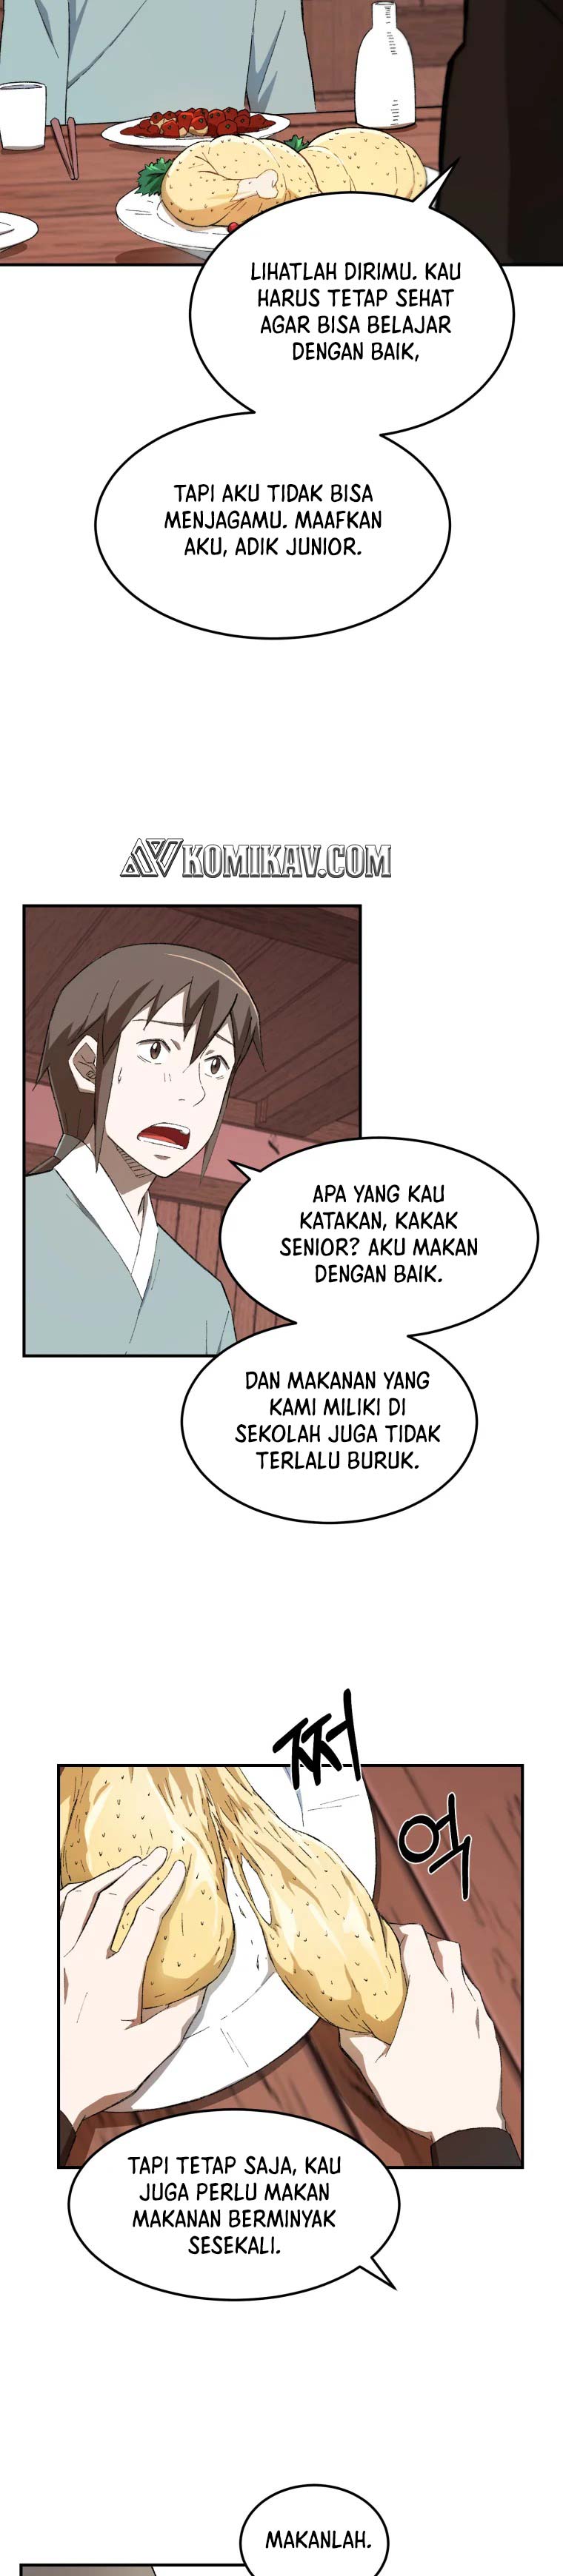 LIHATLAH DIRIMU. KAU
HARUS TETAP SEHAT
AGAR BISA BELAJAR
DENGAN BAIK,
TAPI AKU TIDAK BISA
MENJAGAMU. MAAFKAN
AKU, ADIK JUNIOR.
KOMIKAV.COM
APA YANG KAU
KATAKAN, KAKAK
SENIOR? AKU MAKAN
DENGAN BAIK.
DAN MAKANAN YANG
KAMI MILIKI DI
SEKOLAH JUGA TIDAK
TERLALU BURUK.
쩌
억
TAPI TETAP SAJA, KAU
JUGA PERLU MAKAN
MAKANAN BERMINYAK
SESEKALI.
MAKANLAH.